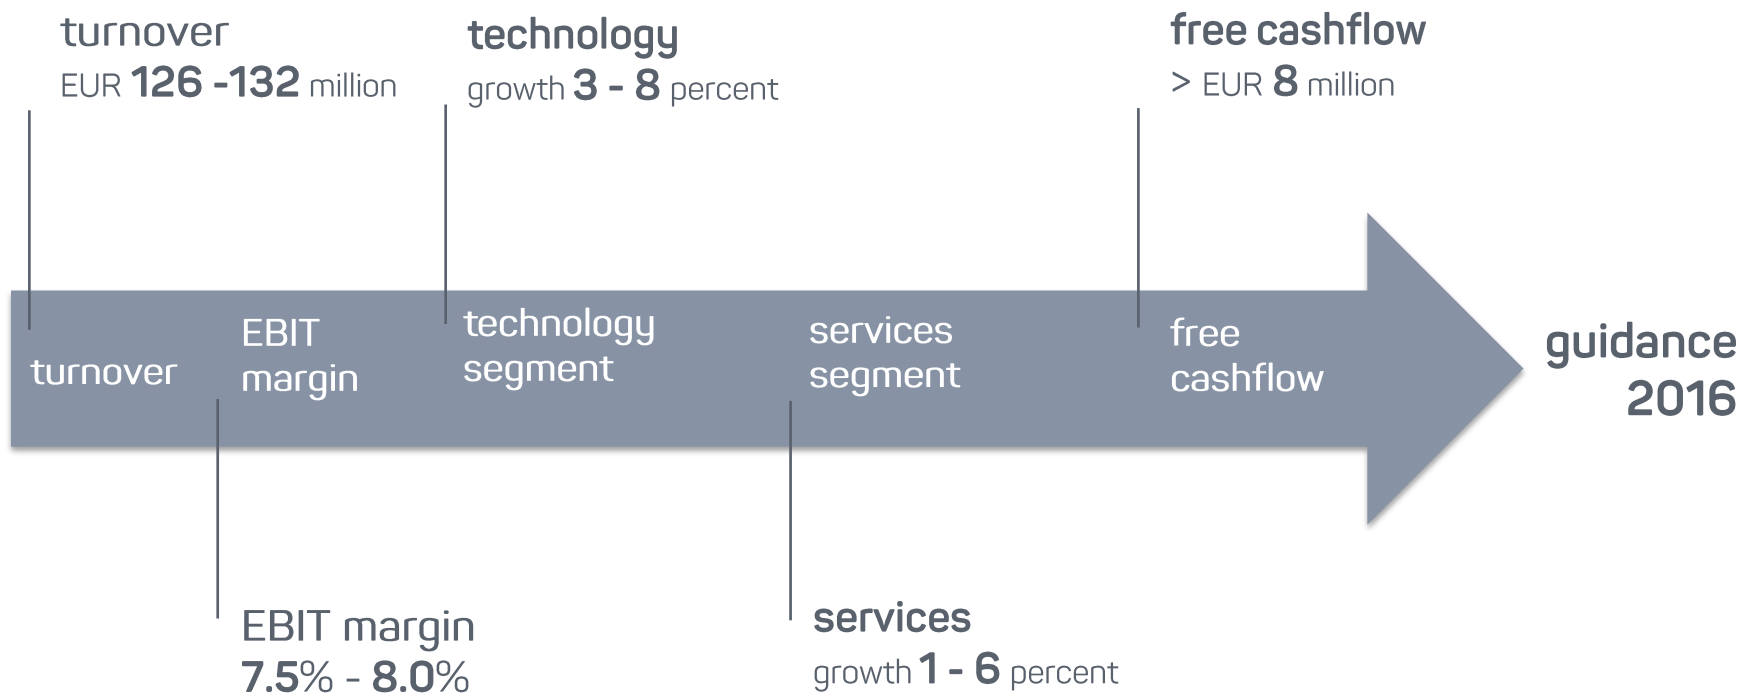 turnover
EUR 126 -132 million
technology
growth 3 - 8 percent
free cashflow
> EUR 8 million
turnover
EBIT
margin
technology
segment
services
segment
free
cashflow
guidance
2016
EBIT margin
7.5% - 8.0%
services
growth 1 - 6 percent